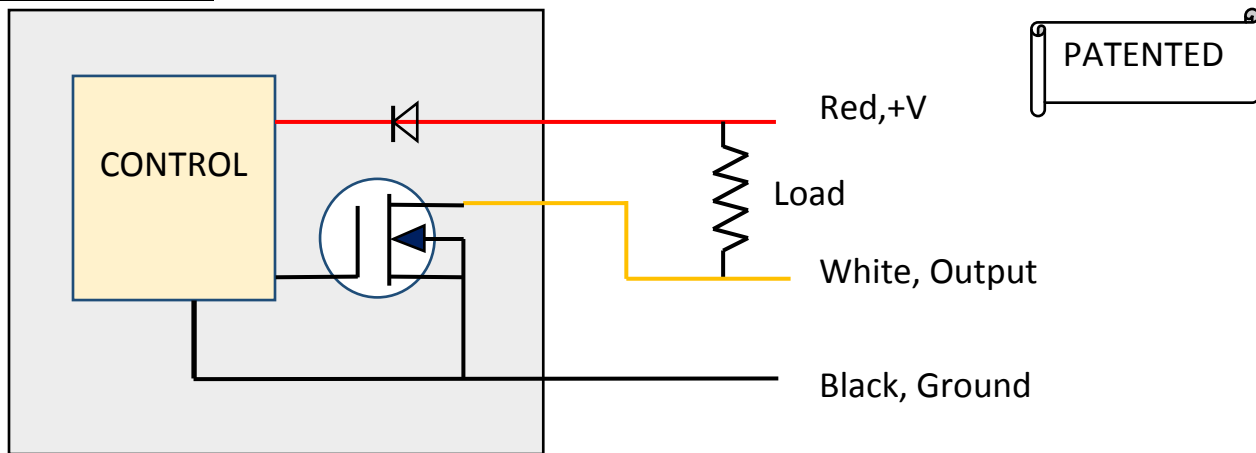 PATENTED
Red,+V
CONTROL
Load
White, Output
Black, Ground